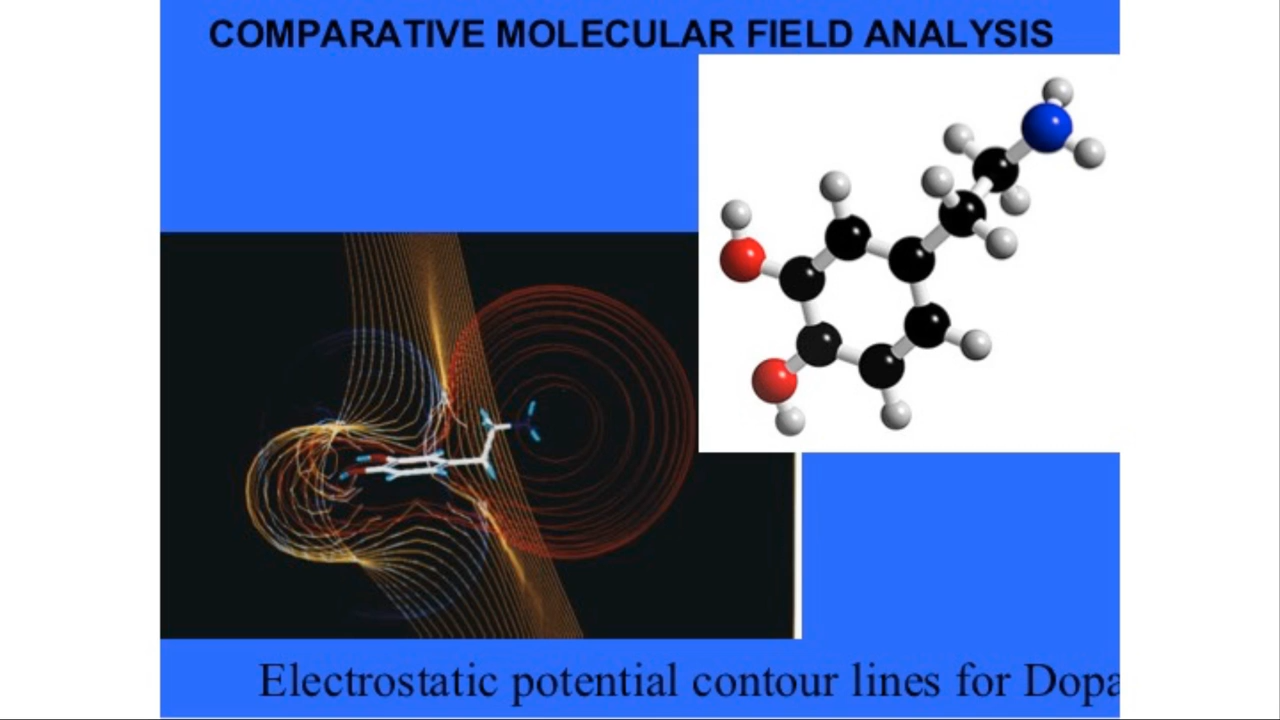 COMPARATIVE MOLECULAR FIELD ANALYSIS
Electrostatic potential contour lines for Dopa